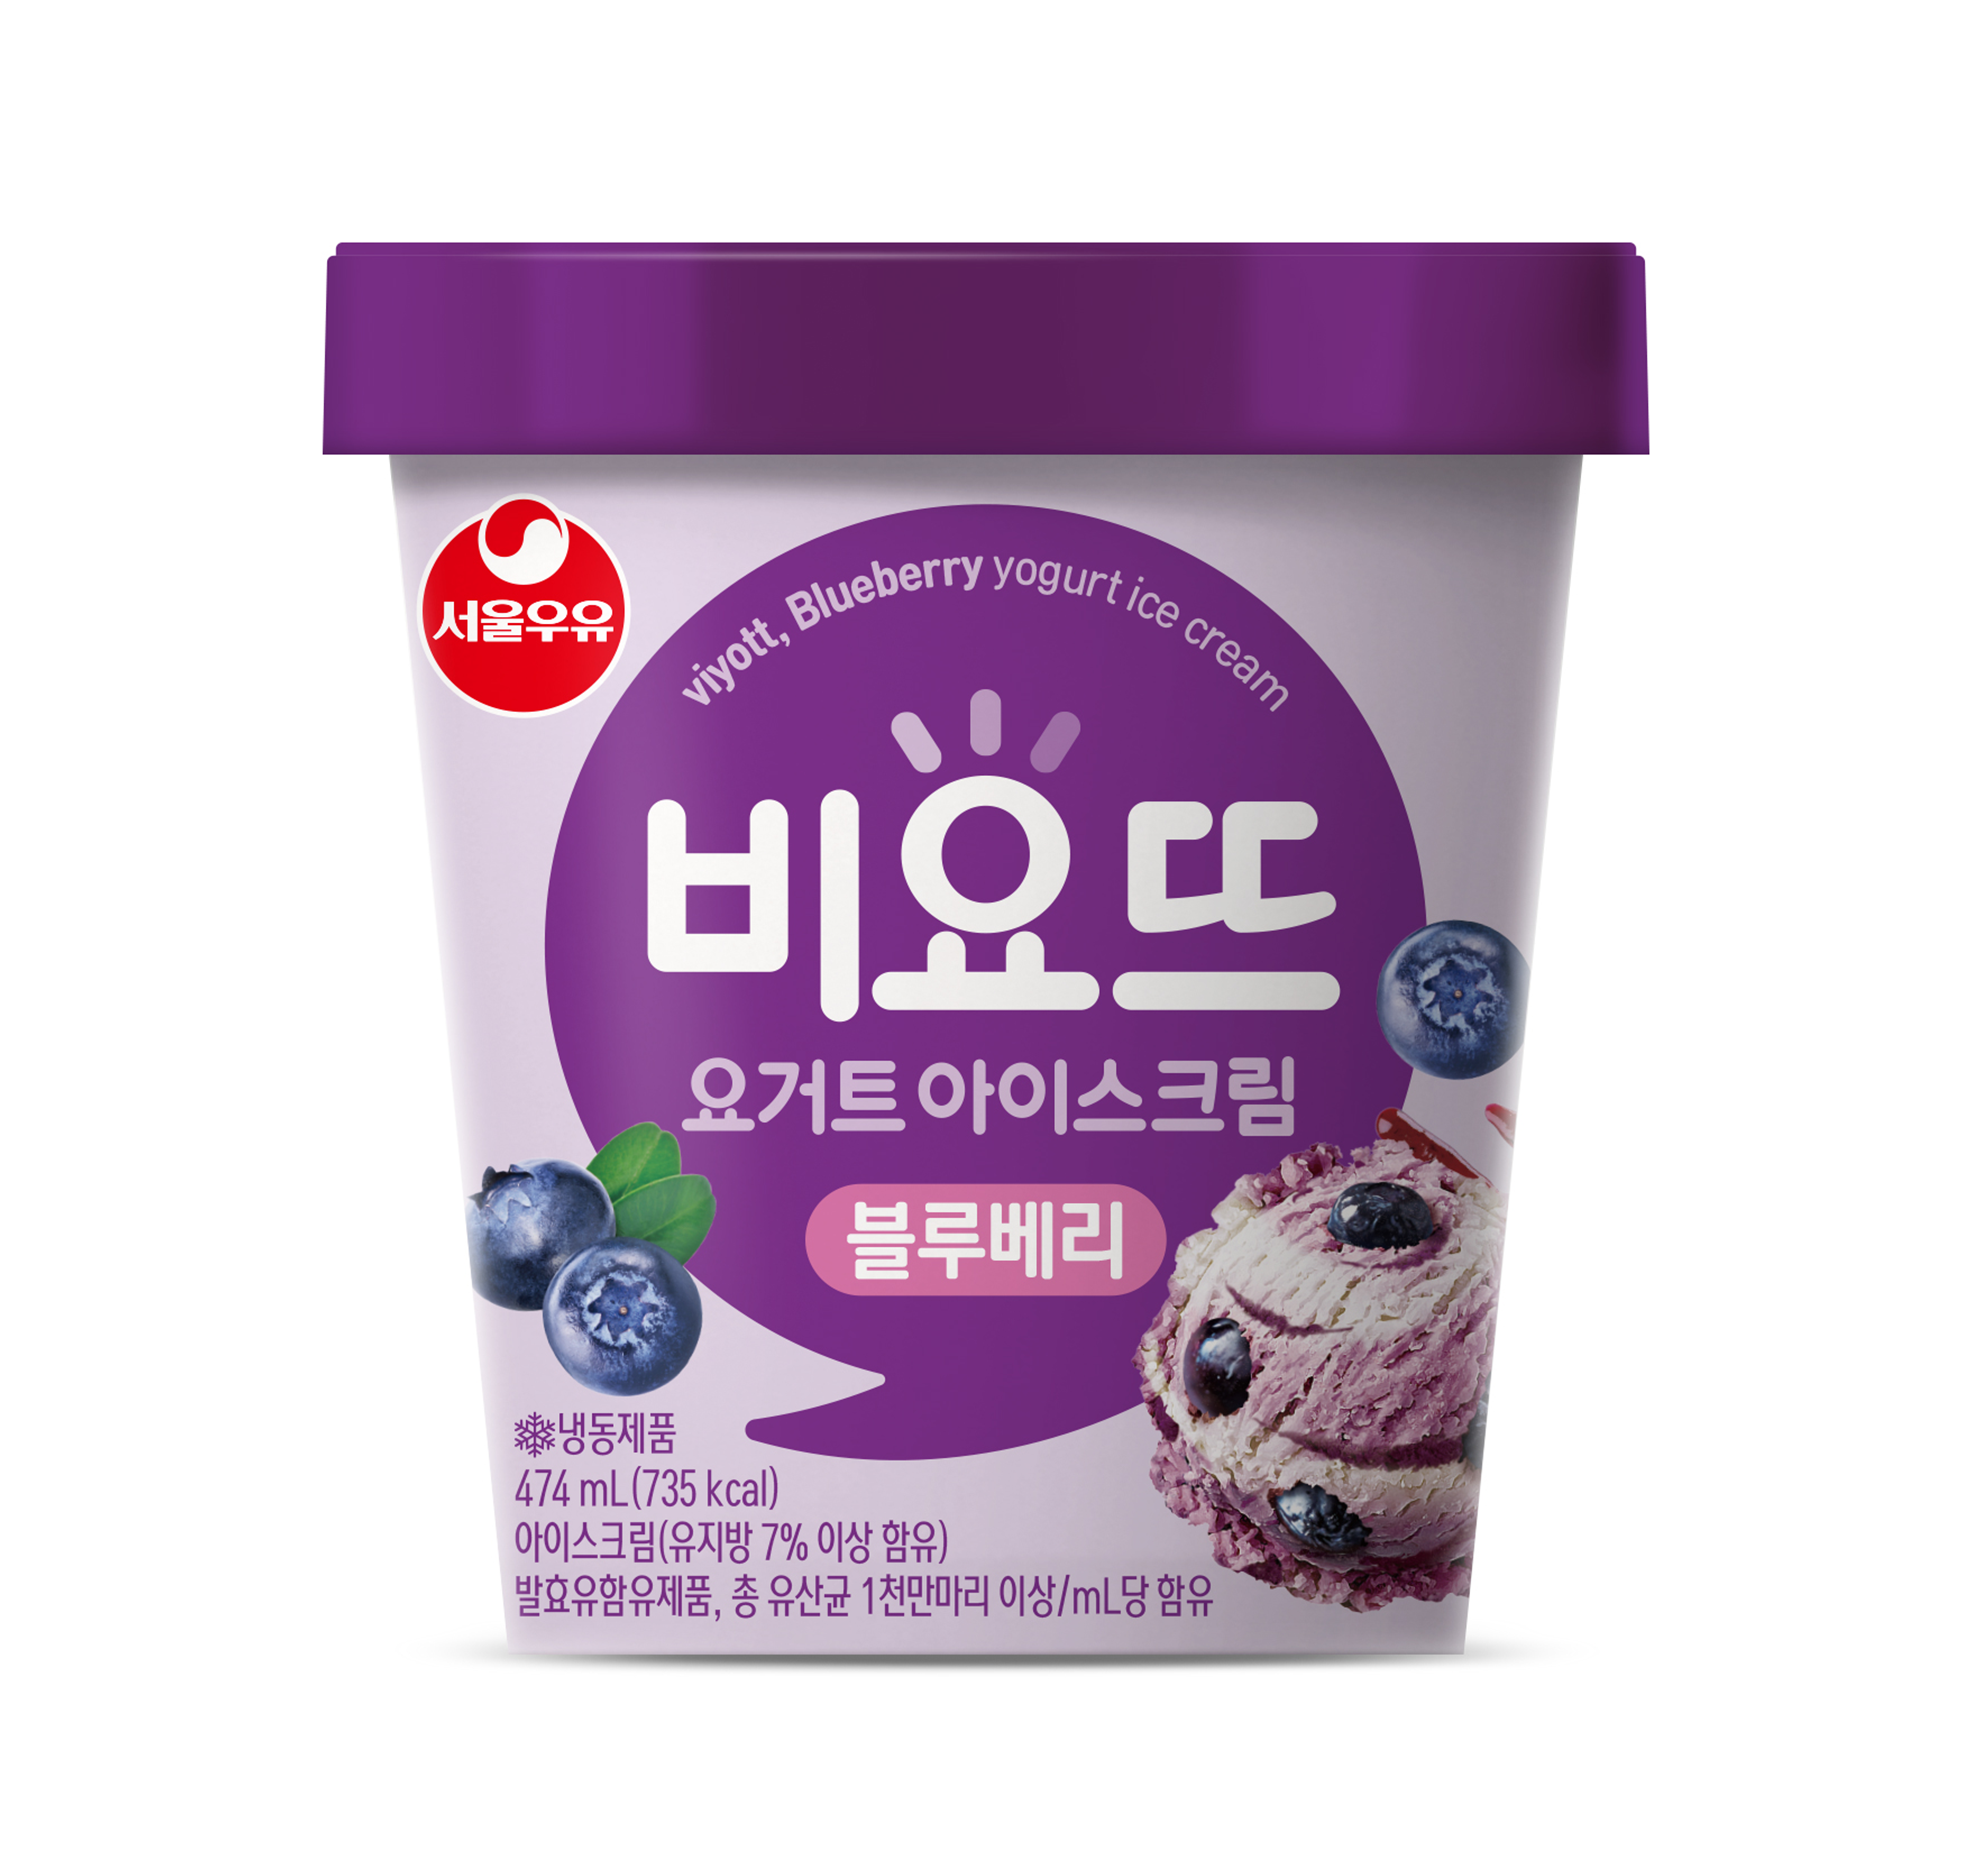 서울우유
viyott, Blueberry yogurt ice cream
비요뜨
요거트 아이스크림
블루베리
냉동제품
474 mL(735 kcal)
아이스크림(유지방 7% 이상 함유)
발효유함유제품, 총 유산균 1천만마리 이상/mL당 함유